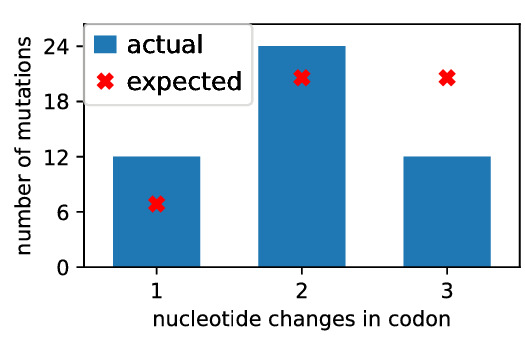 actual
expected
number of mutations
24
18
12
6
0
1 2 3
nucleotide changes in codon